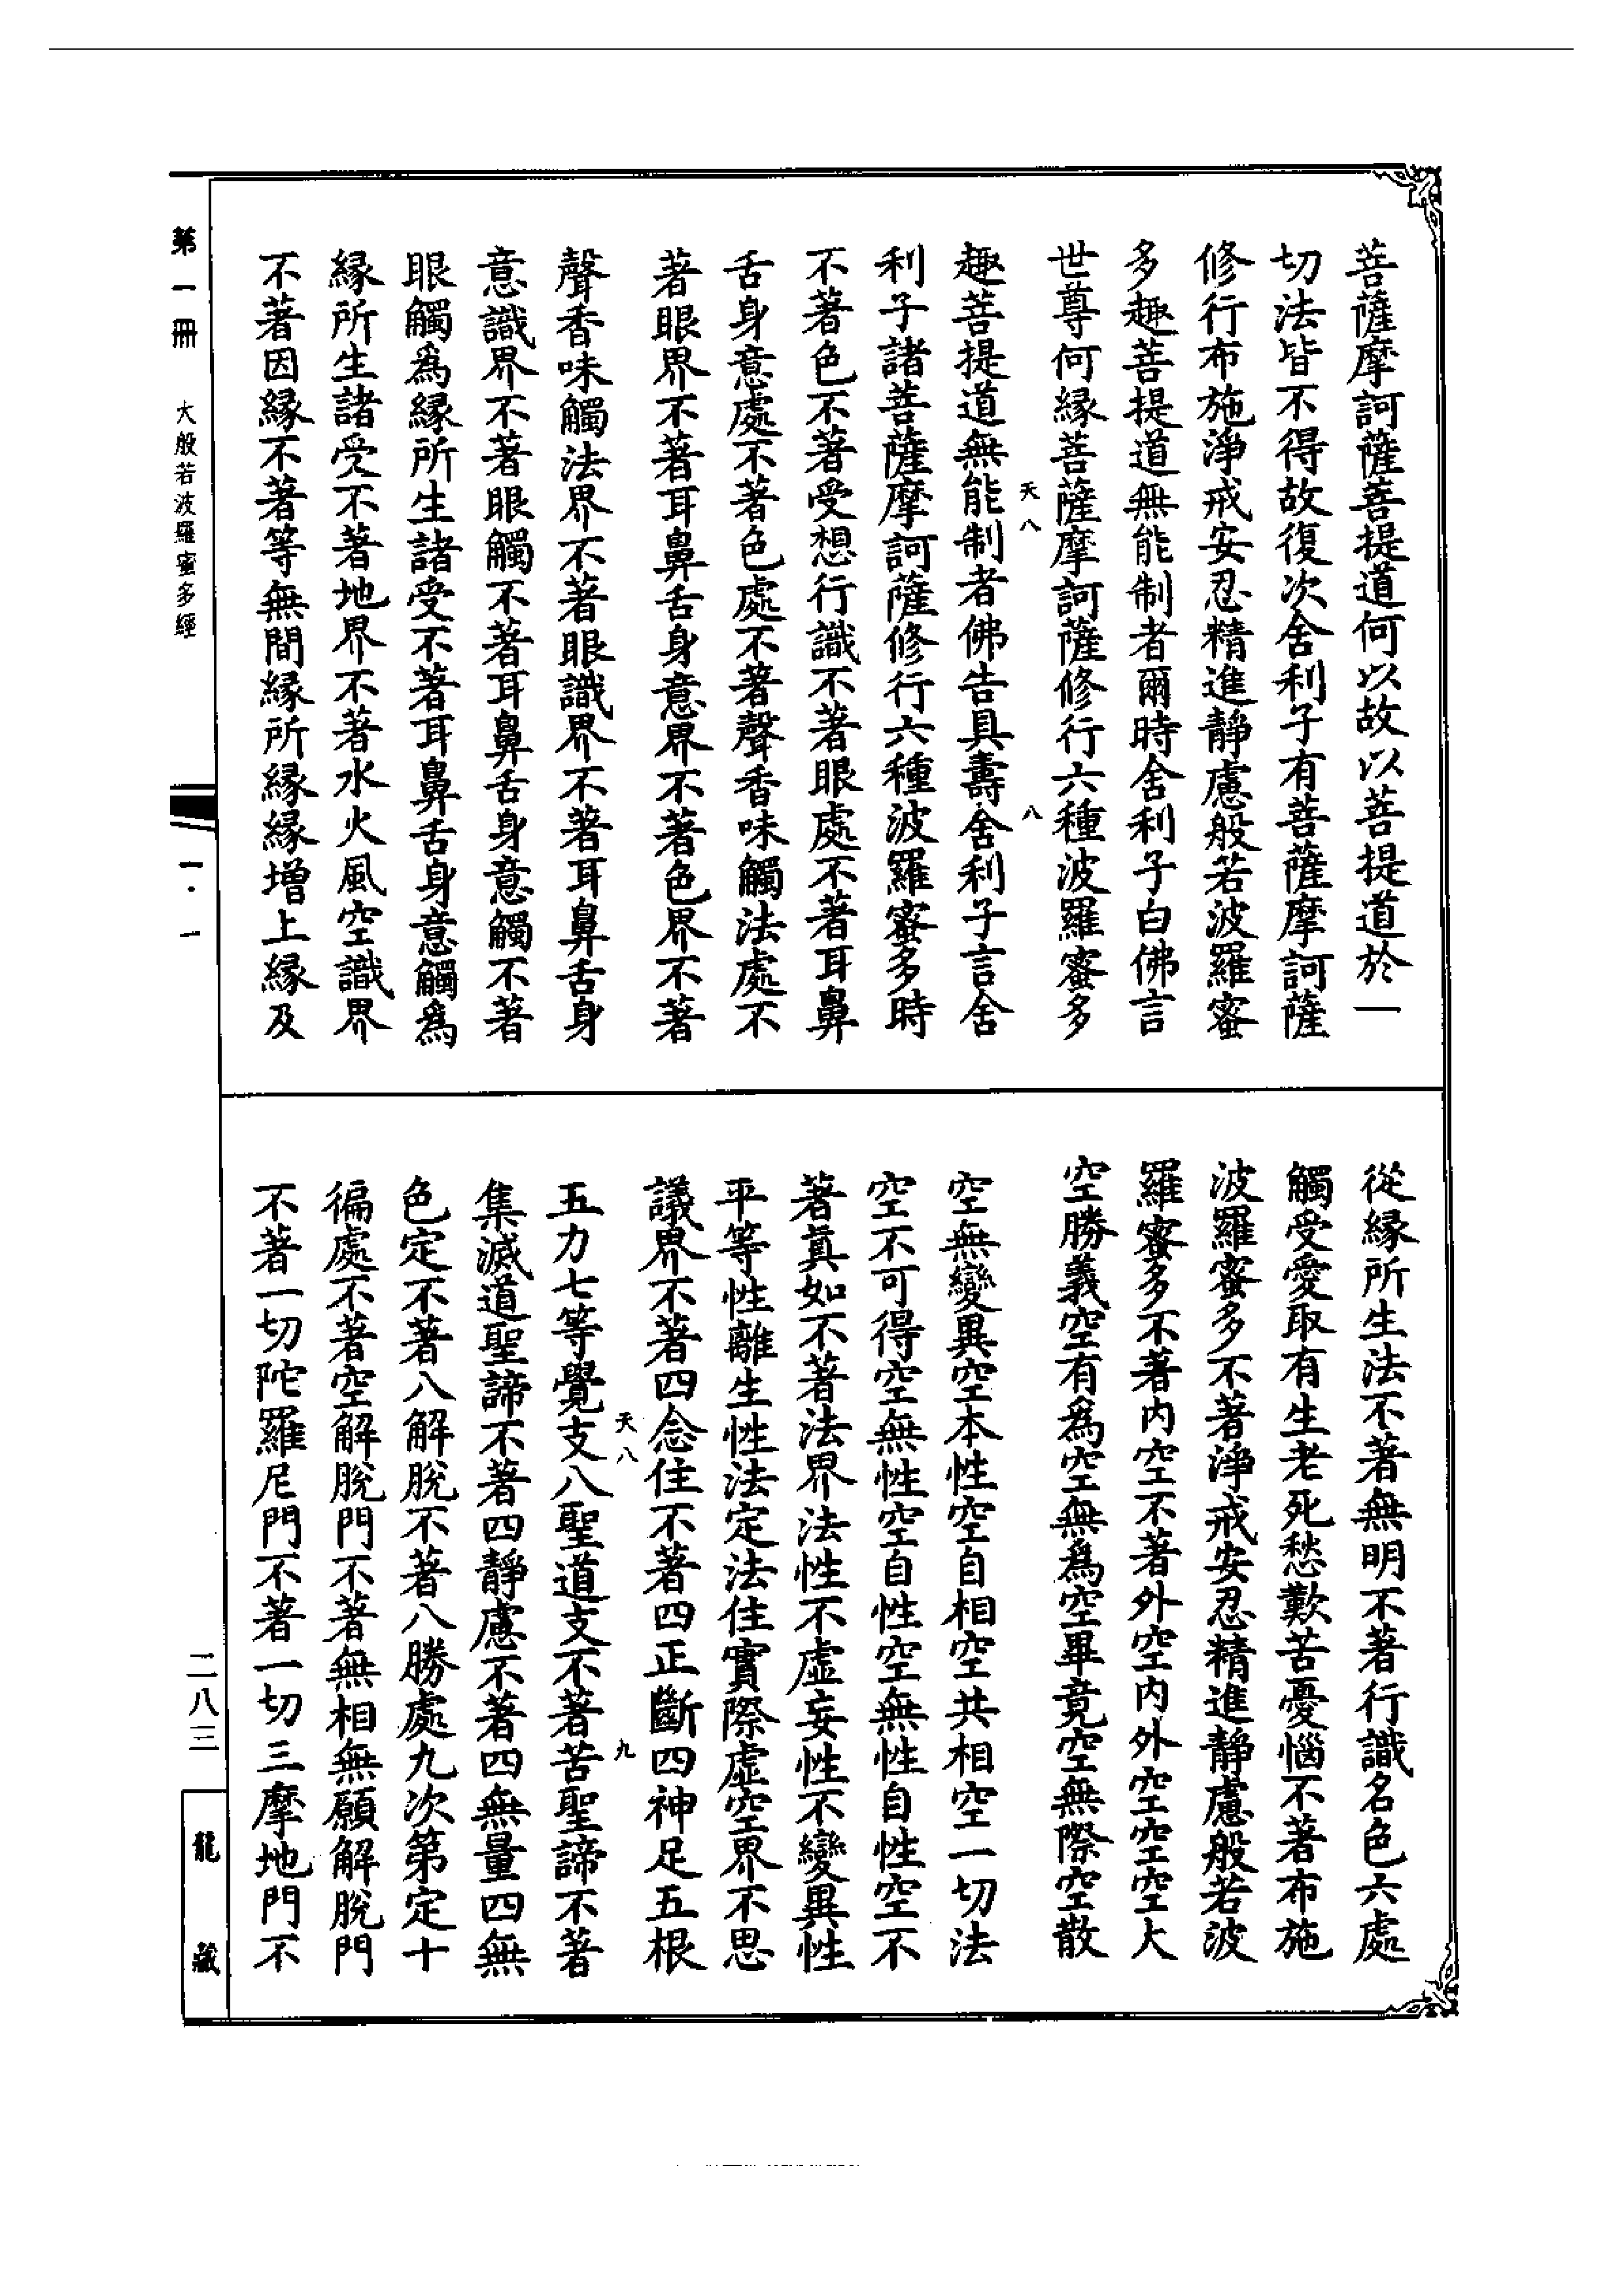 菩薩摩訶薩菩提道何以故以菩提道於一
切法皆不得故復次舍利子有菩薩摩訶薩
修行布施淨戒安忍精進靜慮般若波羅蜜
多趣菩提道無能制者爾時舍利子白佛言
世尊何緣菩薩摩訶薩修行六種波羅蜜多
天八
八
趣菩提道無能制者佛告具壽舍利子言舍
利子諸菩薩摩訶薩修行六種波羅蜜多時
不著色不著受想行識不著眼處不著耳鼻
舌身意處不著色處不著聲香味觸法處不
著眼界不著耳鼻舌身意界不著色界不著
聲香味觸法界不著眼識界不著耳鼻舌身
意識界不著眼觸不著耳鼻舌身意觸不著
眼觸爲緣所生諸受不著耳鼻舌身意觸爲
緣所生諸受不著地界不著水火風空識界
不著因緣不著等無間緣所緣緣增上緣及
從緣所生法不著無明不著行識名色六處
觸受愛取有生老死愁歎苦憂惱不著布施
波羅蜜多不著淨戒安忍精進靜慮般若波
羅蜜多不著內空不著外空內外空空空大
空勝義空有爲空無爲空畢竟空無際空散
空無變異空本性空自相空共相空一切法
空不可得空無性空自性空無性自性空不
著眞如不著法界法性不虛妄性不變異性
平等性離生性法定法住實際虛空界不思
議界不著四念住不著四正斷四神足五根
天八
九
五力七等覺支八聖道支不著苦聖諦不著
集滅道聖諦不著四靜慮不著四無量四無
色定不著八解脫不著八勝處九次第定十
徧處不著空解脫門不著無相無願解脫門
不著一切陀羅尼門不著一切三摩地門不
第一冊
大般若波羅蜜多經
一·一
二八三
龍藏